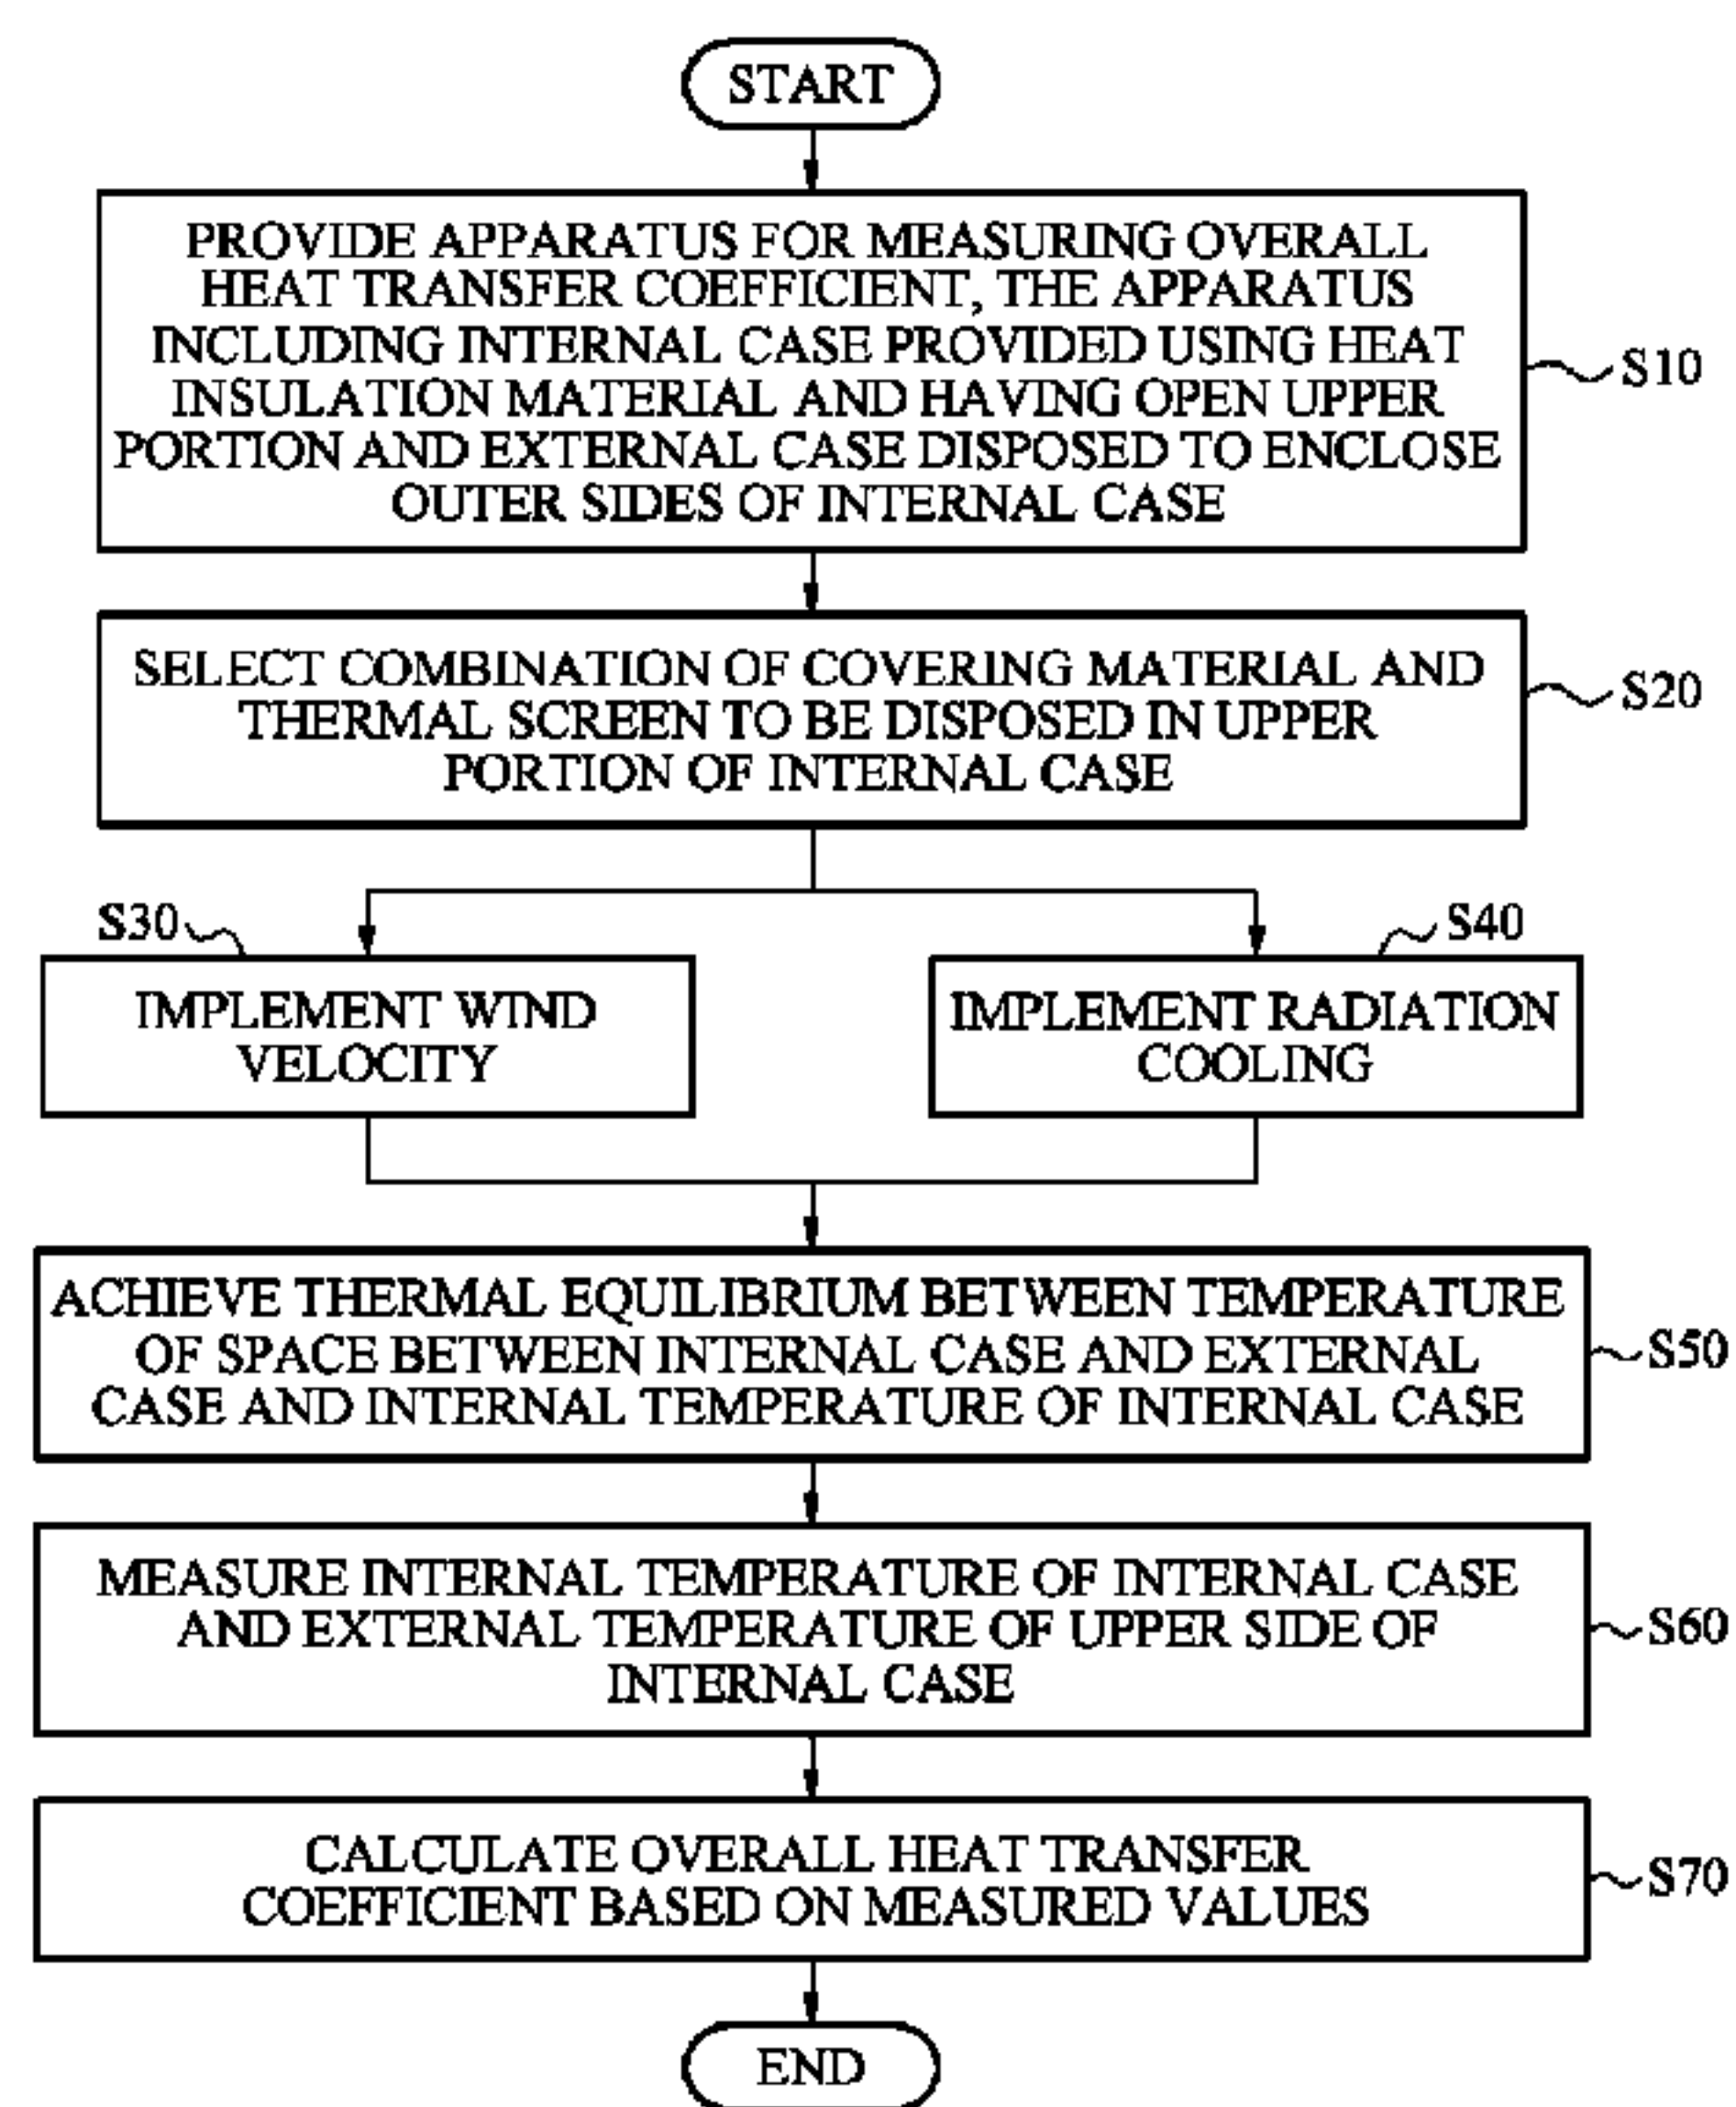 START
PROVIDE APPARATUS FOR MEASURING OVERALL
HEAT TRANSFER COEFFICIENT, THE APPARATUS
INCLUDING INTERNAL CASE PROVIDED USING HEAT
INSULATION MATERIAL AND HAVING OPEN UPPER
PORTION AND EXTERNAL CASE DISPOSED TO ENCLOSE
OUTER SIDES OF INTERNAL CASE
S10
SELECT COMBINATION OF COVERING MATERIAL AND
THERMAL SCREEN TO BE DISPOSED IN UPPER
PORTION OF INTERNAL CASE
S20
S30
IMPLEMENT WIND
VELOCITY
S40
IMPLEMENT RADIATION
COOLING
ACHIEVE THERMAL EQUILIBRIUM BETWEEN TEMPERATURE
OF SPACE BETWEEN INTERNAL CASE AND EXTERNAL
CASE AND INTERNAL TEMPERATURE OF INTERNAL CASE
S50
MEASURE INTERNAL TEMPERATURE OF INTERNAL CASE
AND EXTERNAL TEMPERATURE OF UPPER SIDE OF
INTERNAL CASE
S60
CALCULATE OVERALL HEAT TRANSFER
COEFFICIENT BASED ON MEASURED VALUES
S70
END